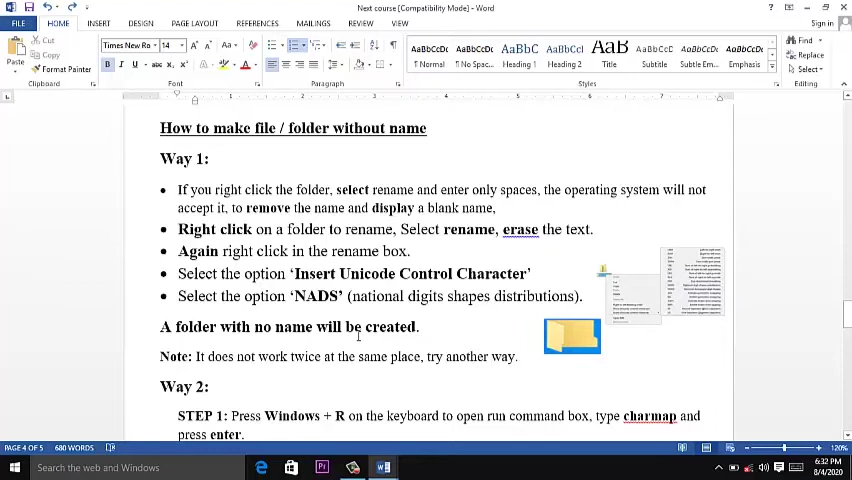 Next course [Compatibility Mode] - Word
FILE HOME INSERT DESIGN PAGE LAYOUT REFERENCES MAILINGS REVIEW VIEW Sign in
Paste
Cut
Copy
Format Painter
Clipboard
Times New Ro 14
Font
Paragraph
AaBbCcDc AaBbCcDc AaBbC AaBbCcI AaB AaBbCcD AaBbCcDc AaBbCcDc
¶ Normal ¶ No Spac... Heading 1 Heading 2 Title Subtitle Subtle Em... Emphasis
Styles
Find
Replace
Select
Editing
1 2 3 4 5 6 7
How to make file / folder without name
Way 1:
• If you right click the folder, select rename and enter only spaces, the operating system will not
accept it, to remove the name and display a blank name,
• Right click on a folder to rename, Select rename, erase the text.
• Again right click in the rename box.
• Select the option ‘Insert Unicode Control Character’
• Select the option ‘NADS’ (national digits shapes distributions).
A folder with no name will be created.
Note: It does not work twice at the same place, try another way.
Way 2:
STEP 1: Press Windows + R on the keyboard to open run command box, type charmap and
press enter.
PAGE 4 OF 5 680 WORDS 120%
Search the web and Windows
6:32 PM
8/4/2020